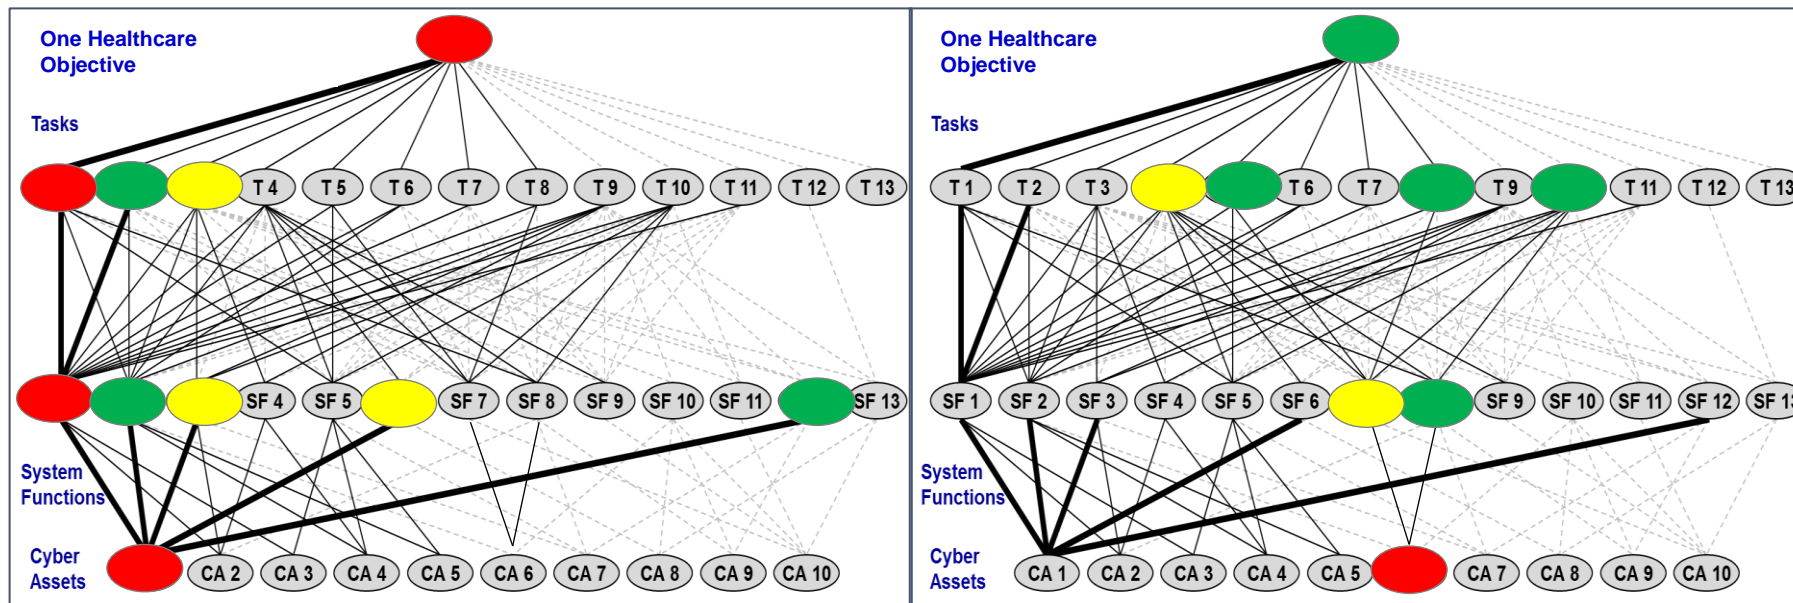 One Healthcare
Objective
Tasks
T 4 T 5 T 6 T 7 T 8 T 9 T 10 T 11 T 12 T 13
SF 4 SF 5 SF 7 SF 8 SF 9 SF 10 SF 11 SF 13
System
Functions
Cyber
Assets
CA 2 CA 3 CA 4 CA 5 CA 6 CA 7 CA 8 CA 9 CA 10
One Healthcare
Objective
Tasks
T 1 T 2 T 3 T 6 T 7 T 9 T 11 T 12 T 13
SF 1 SF 2 SF 3 SF 4 SF 5 SF 6 SF 9 SF 10 SF 11 SF 12 SF 13
System
Functions
Cyber
Assets
CA 1 CA 2 CA 3 CA 4 CA 5 CA 7 CA 8 CA 9 CA 10